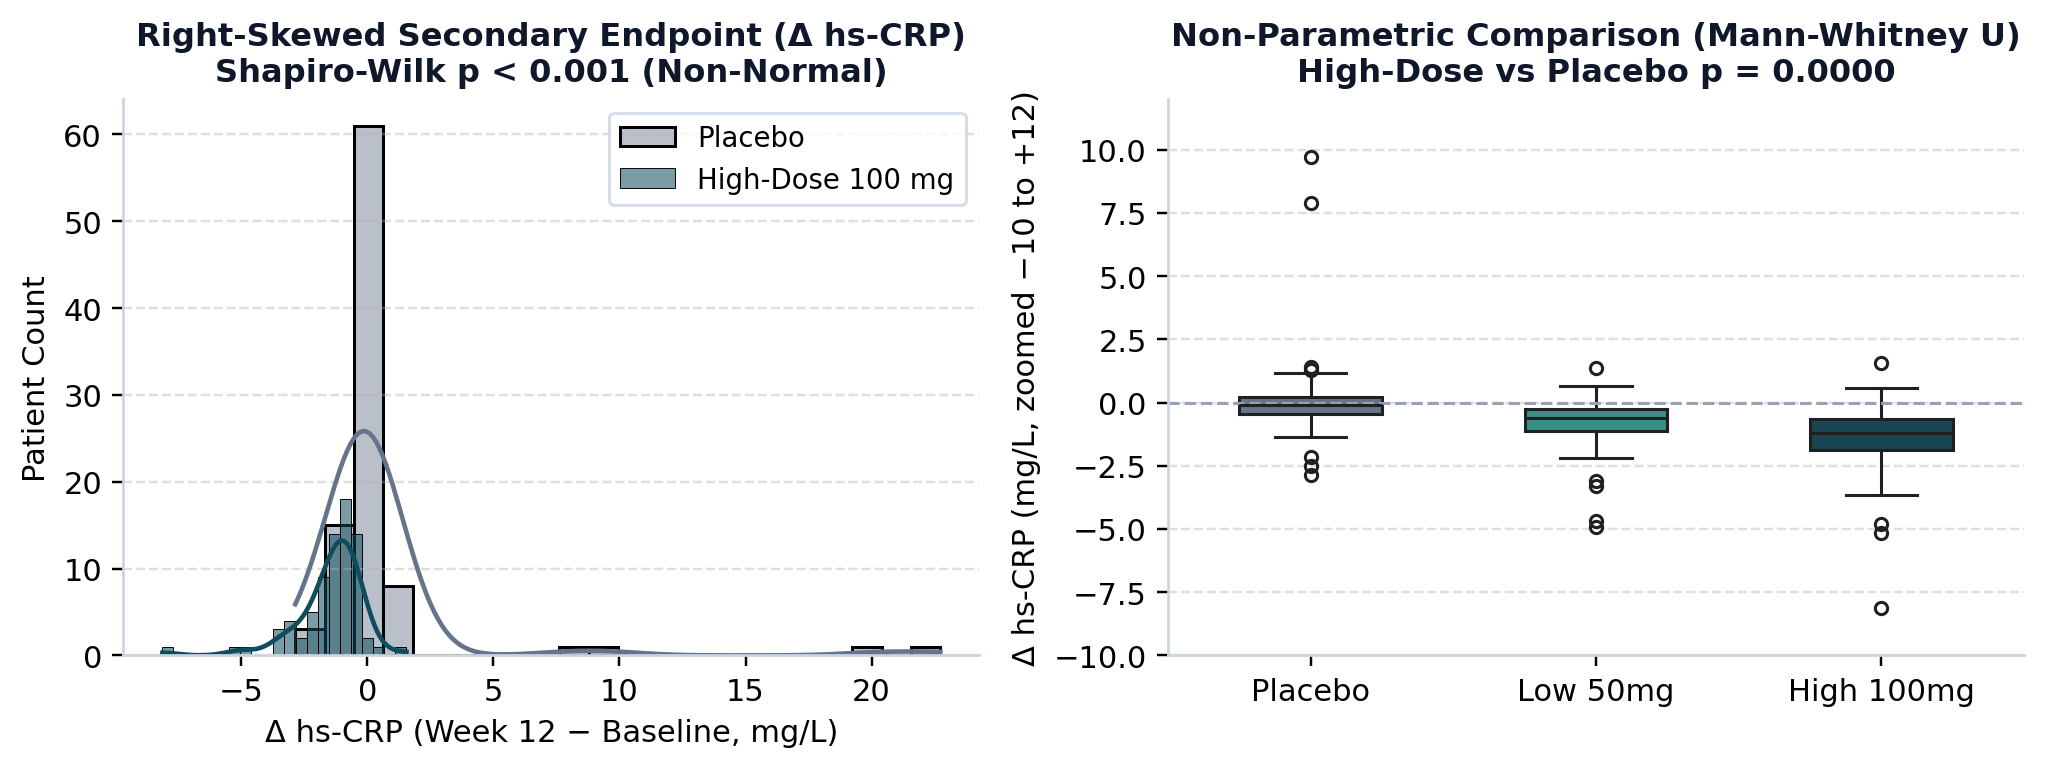 Right-Skewed Secondary Endpoint (Δ hs-CRP)
Shapiro-Wilk p < 0.001 (Non-Normal)
Patient Count
60
50
40
30
20
10
0
Placebo
High-Dose 100 mg
−5
0
5
10
15
20
Δ hs-CRP (Week 12 − Baseline, mg/L)
Non-Parametric Comparison (Mann-Whitney U)
High-Dose vs Placebo p = 0.0000
Δ hs-CRP (mg/L, zoomed −10 to +12)
10.0
7.5
5.0
2.5
0.0
−2.5
−5.0
−7.5
−10.0
Placebo
Low 50mg
High 100mg